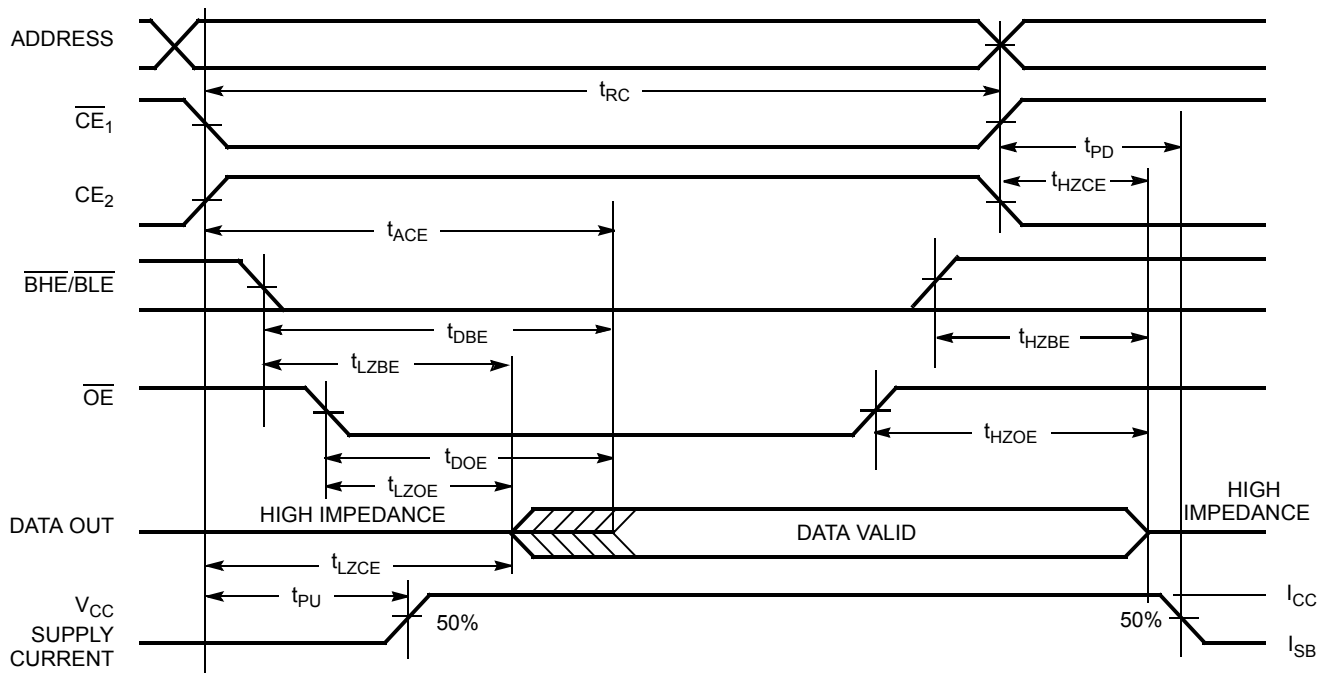 ADDRESS
tRC
CE1
tPD
tHZCE
CE2
tACE
BHE/BLE
tDBE
tHZBE
tLZBE
OE
tHZOE
tDOE
tLZOE
HIGH IMPEDANCE
HIGH
IMPEDANCE
DATA OUT
DATA VALID
tLZCE
tPU
VCC
SUPPLY
CURRENT
50%
50%
ICC
ISB